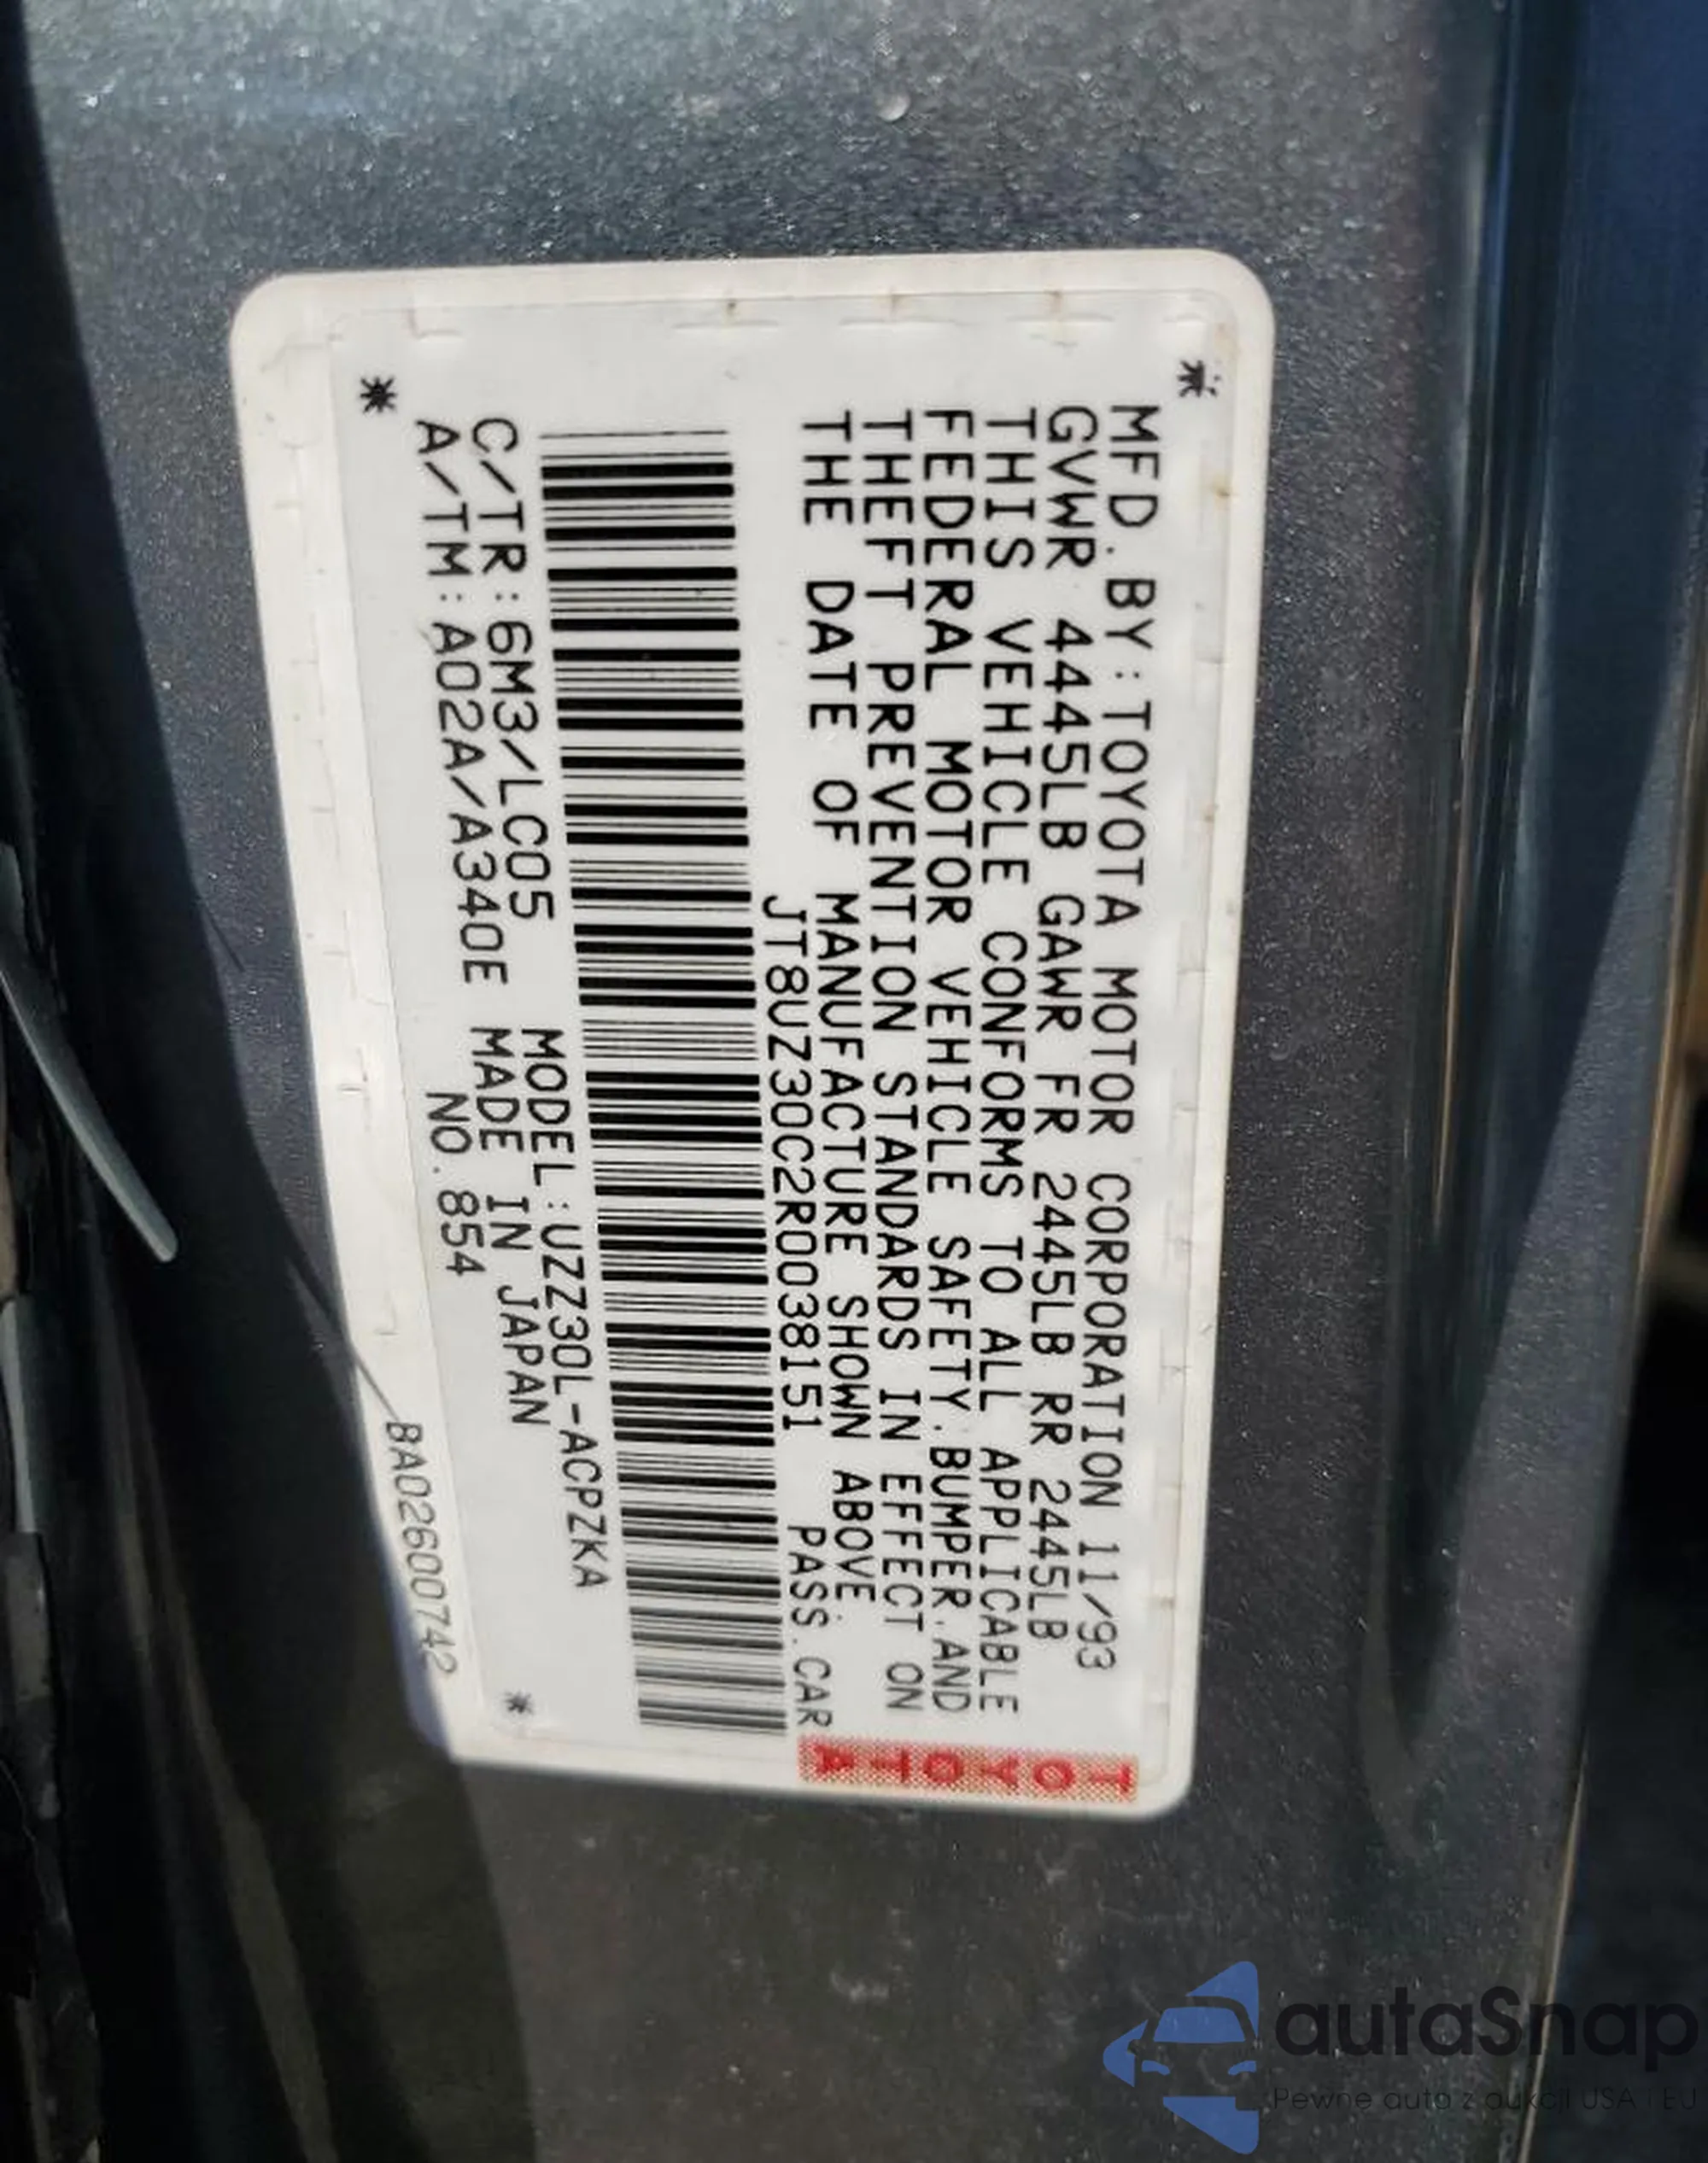 MFD. BY: TOYOTA MOTOR CORPORATION 11/93
GVWR 4445LB GAWR FR 2445LB RR 2445LB
THIS VEHICLE CONFORMS TO ALL APPLICABLE
FEDERAL MOTOR VEHICLE SAFETY. BUMPER. AND
THEFT PREVENTION STANDARDS IN EFFECT ON
THE DATE OF MANUFACTURE SHOWN ABOVE.
JT8UZ30C2R0038151 PASS. CAR
C/TR: 6M3/LC05 MODEL: UZZ30L-ACPZKA
A/TM: A02A/A340E MADE IN JAPAN
NO. 854
BA02600742
TOYOTA
autaSnap
Pewne auto z aukcji USA i EU